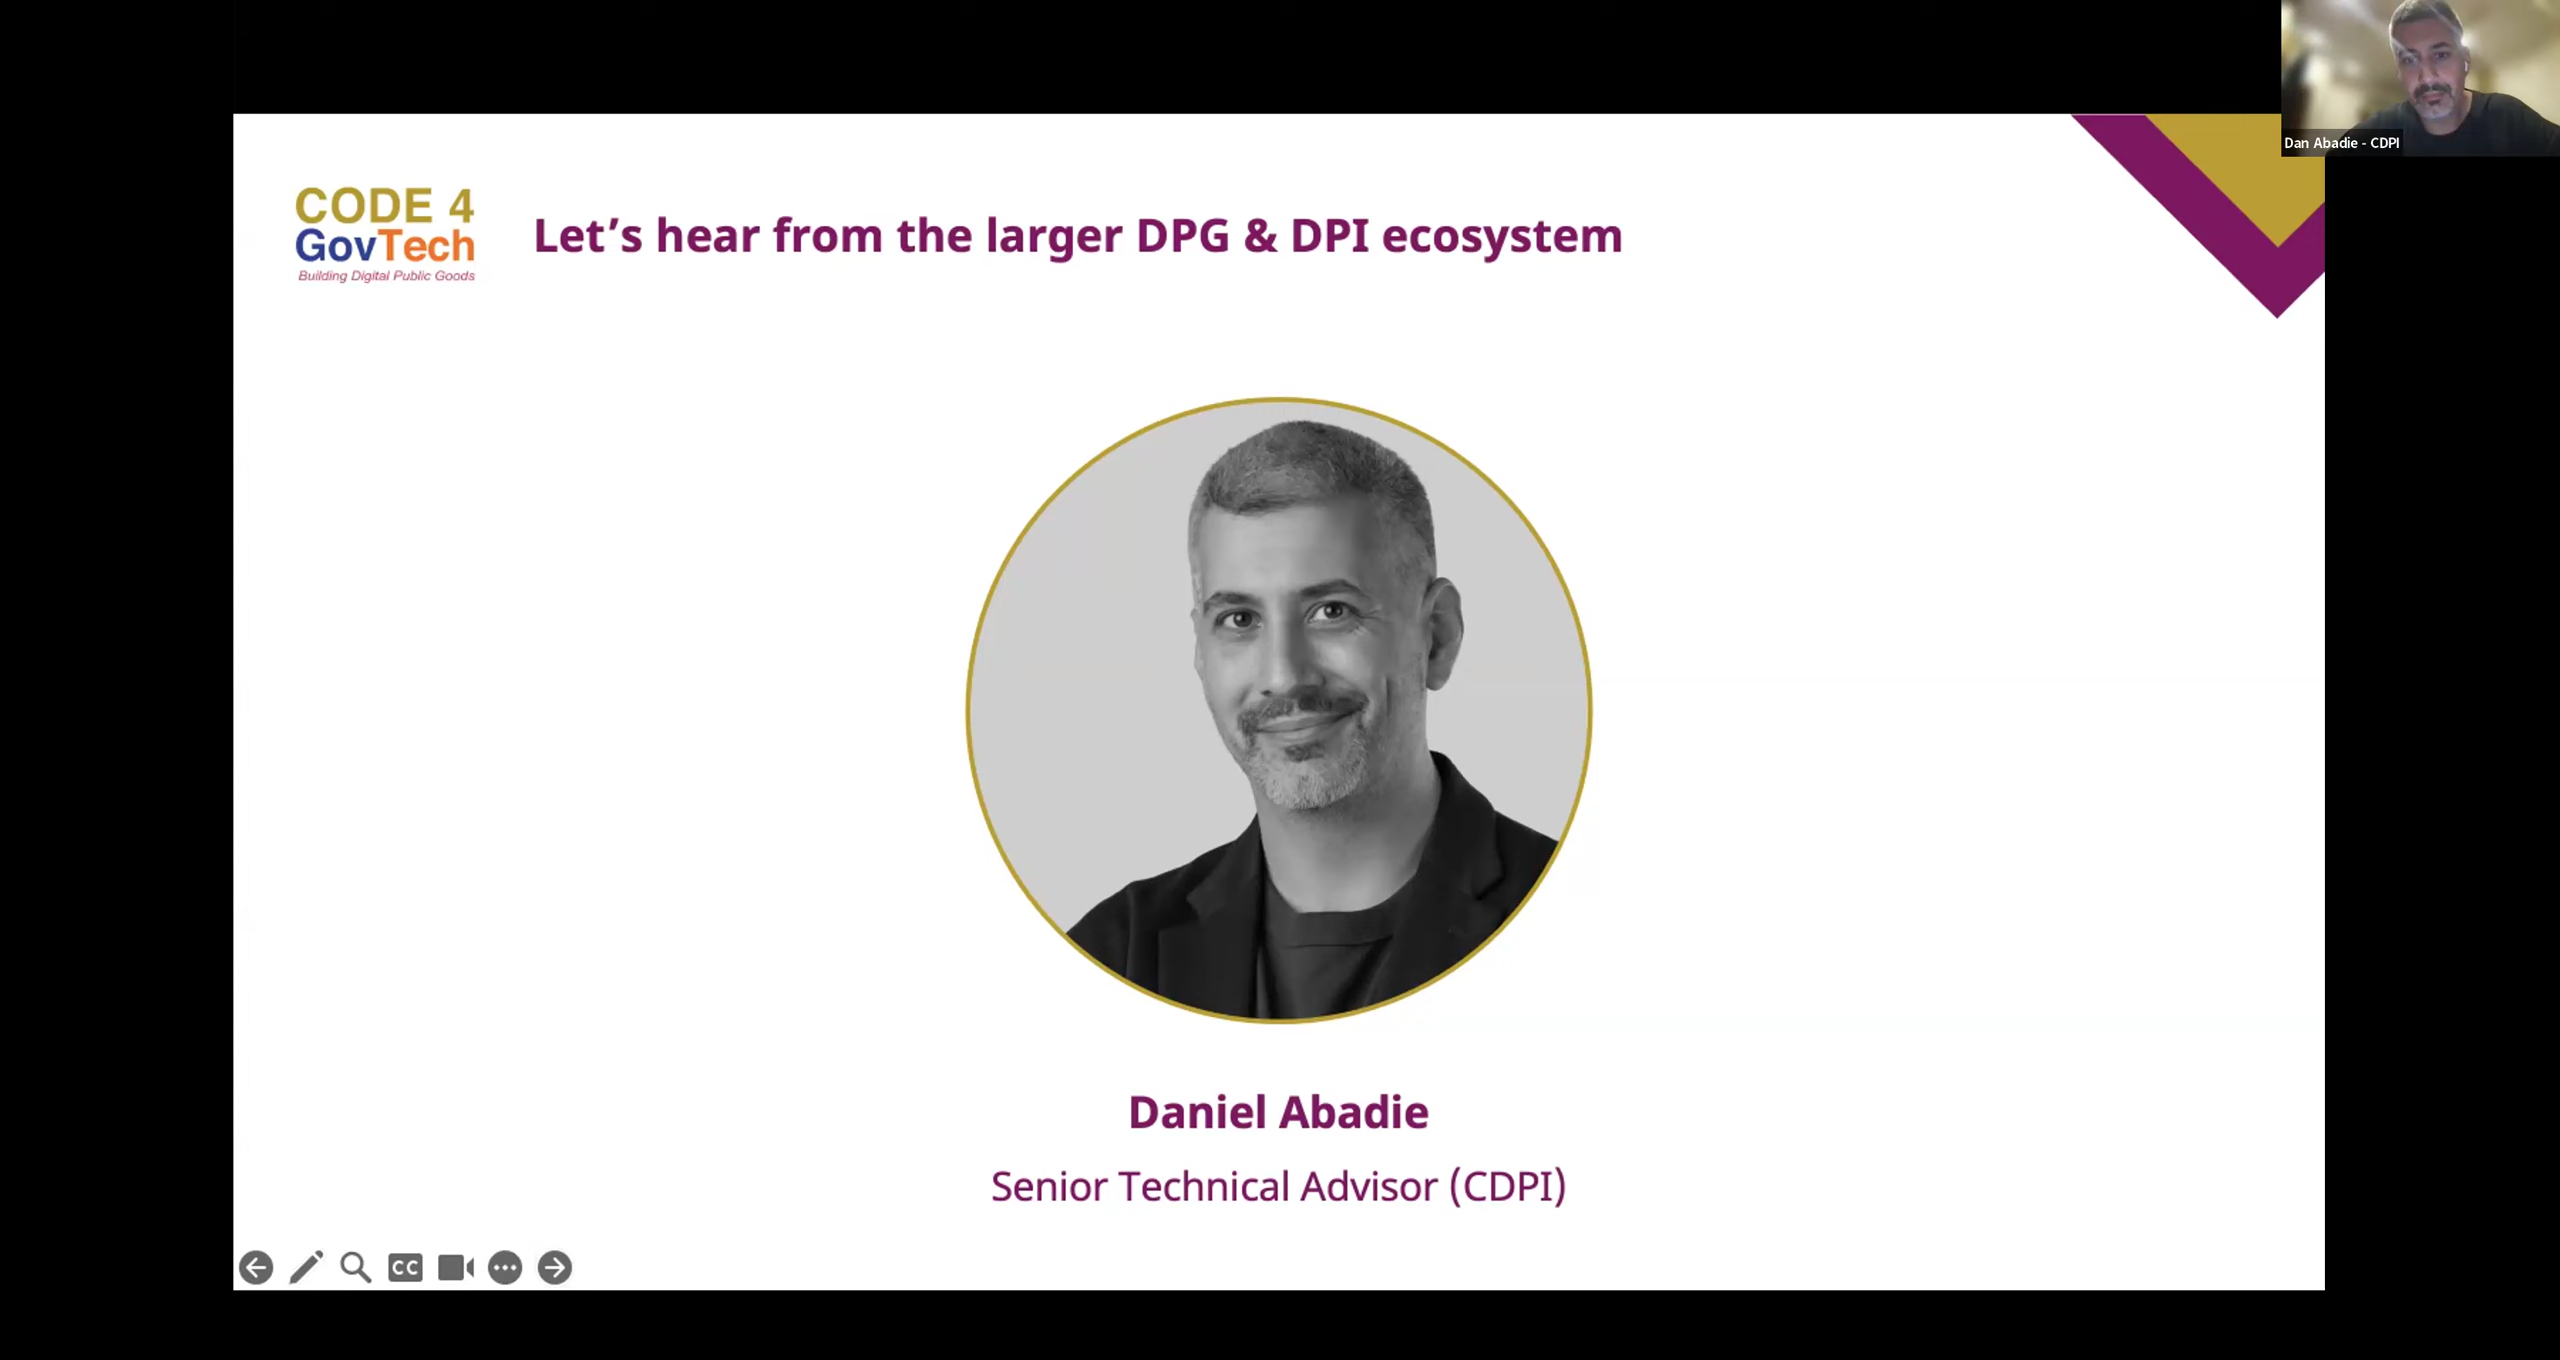 Dan Abadie - CDPI
CODE 4
GovTech
Building Digital Public Goods
Let’s hear from the larger DPG & DPI ecosystem
Daniel Abadie
Senior Technical Advisor (CDPI)
CC